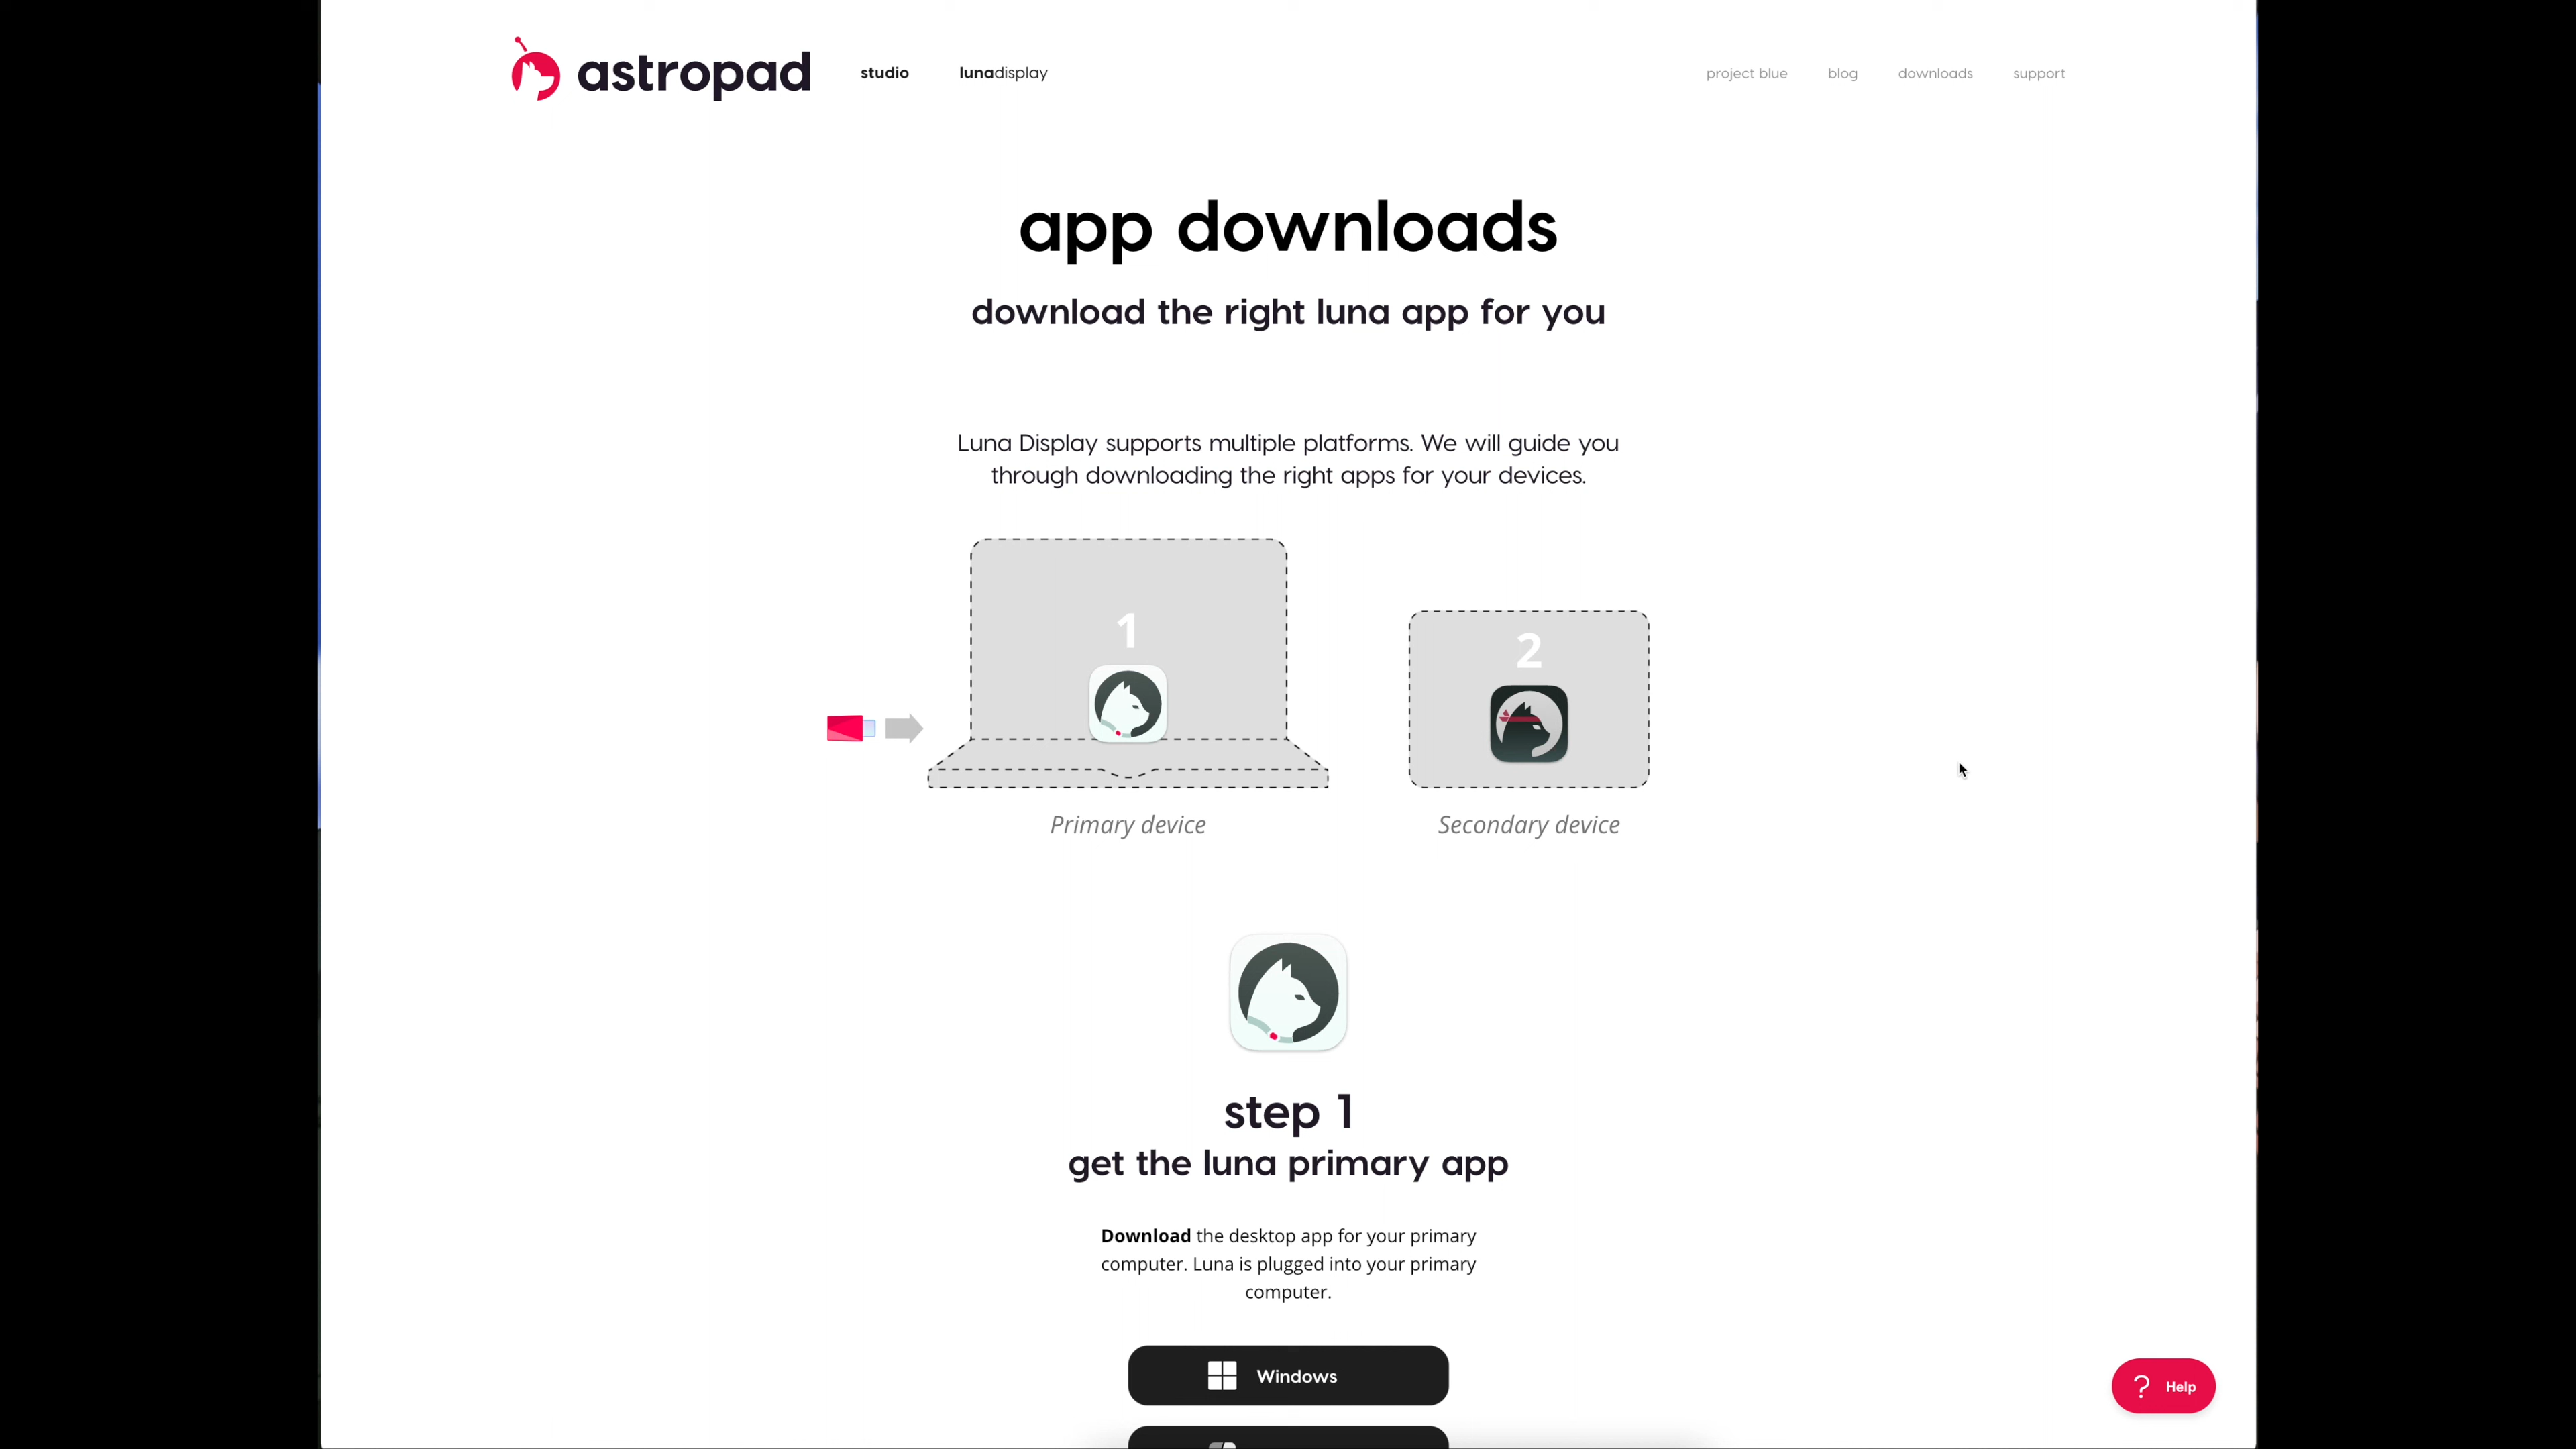 astropad
studio
lunadisplay
project blue
blog
downloads
support
app downloads
download the right luna app for you
Luna Display supports multiple platforms. We will guide you
through downloading the right apps for your devices.
1
2
Primary device
Secondary device
step 1
get the luna primary app
Download the desktop app for your primary
computer. Luna is plugged into your primary
computer.
Windows
? Help